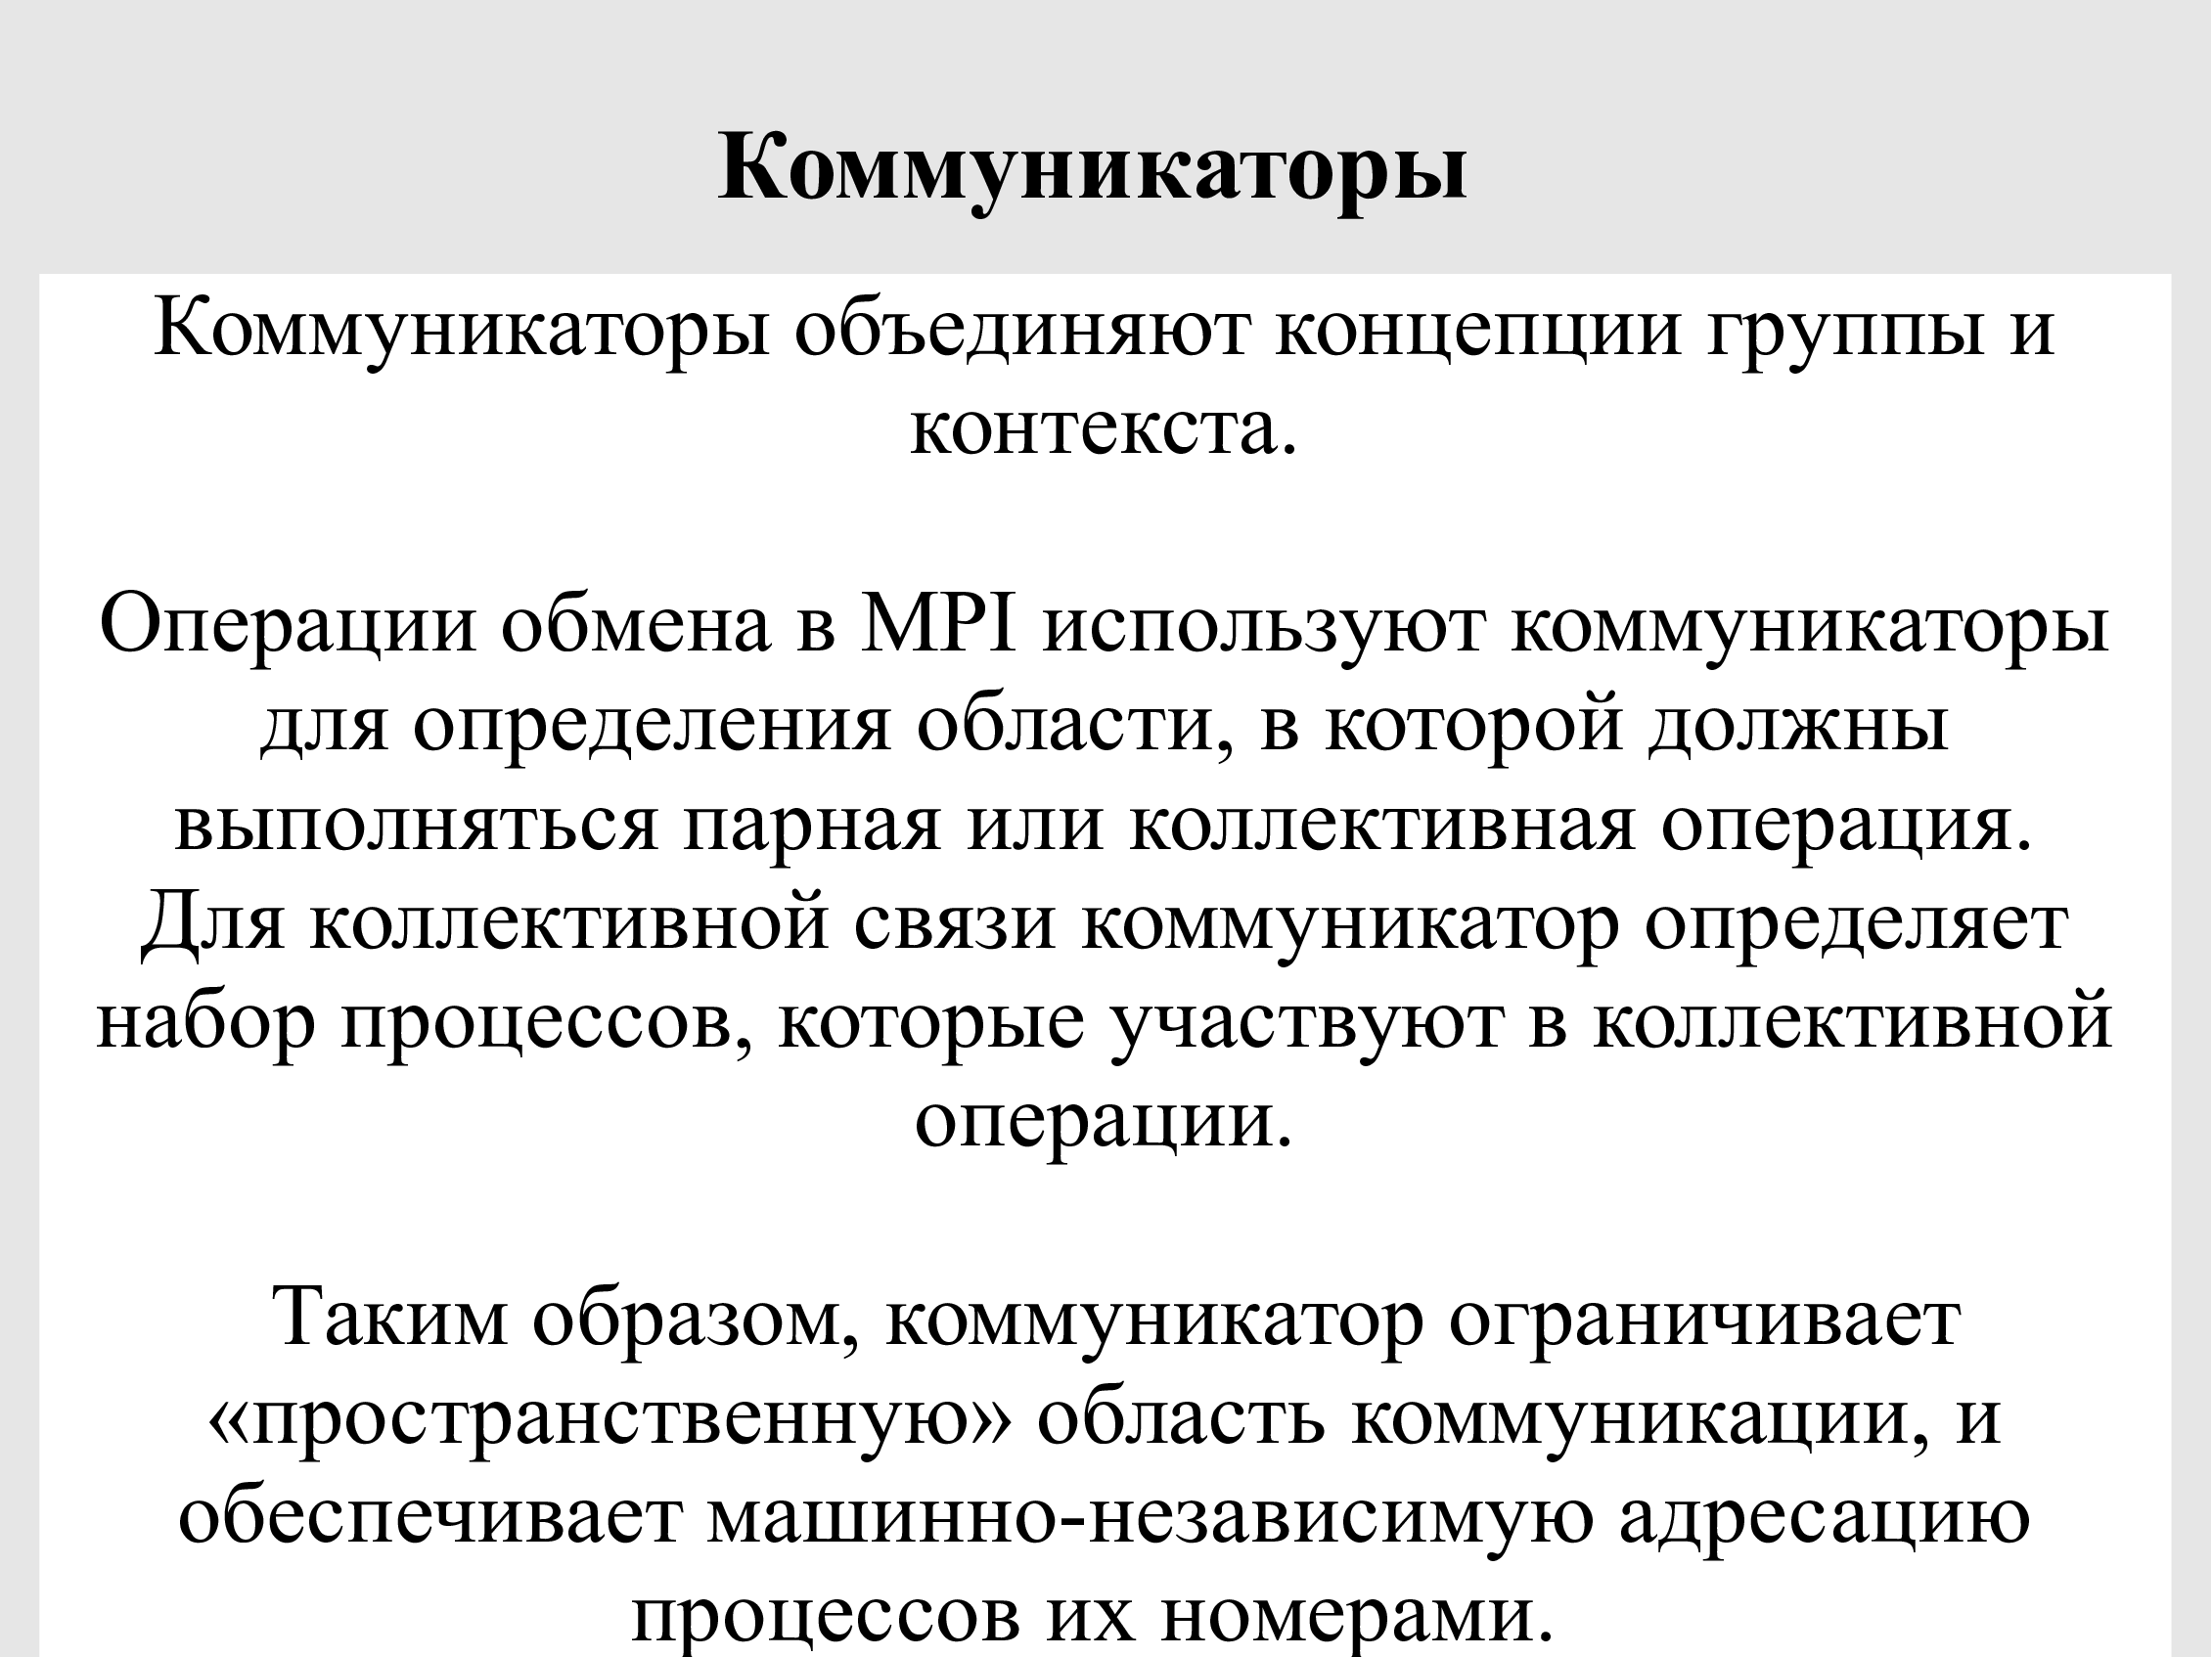 Коммуникаторы
Коммуникаторы объединяют концепции группы и
контекста.
Операции обмена в MPI используют коммуникаторы
для определения области, в которой должны
выполняться парная или коллективная операция.
Для коллективной связи коммуникатор определяет
набор процессов, которые участвуют в коллективной
операции.
Таким образом, коммуникатор ограничивает
«пространственную» область коммуникации, и
обеспечивает машинно-независимую адресацию
процессов их номерами.